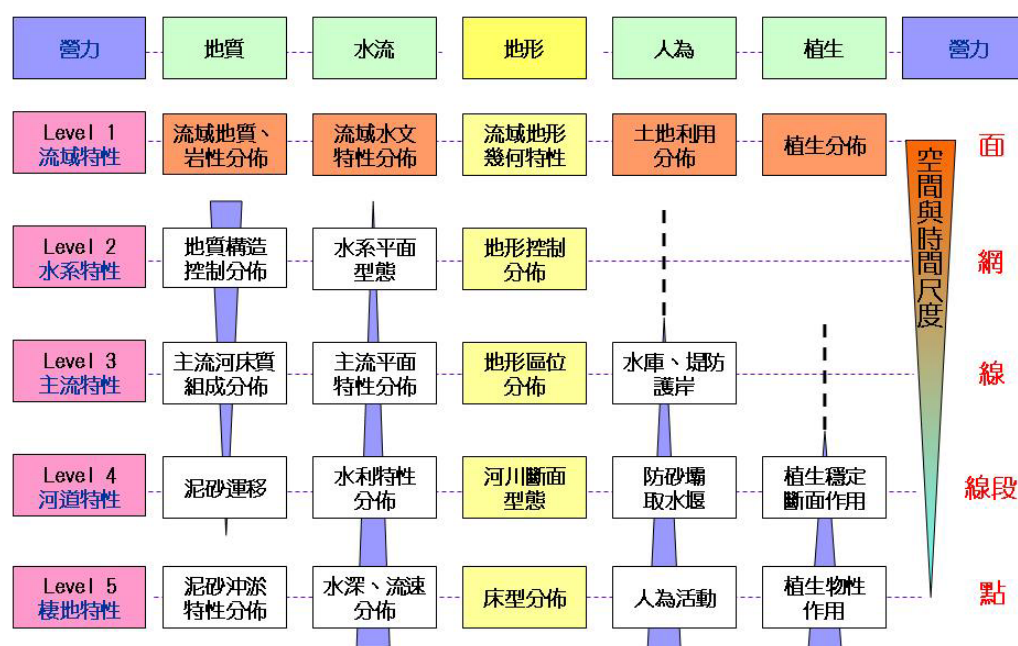 營力
地質
水流
地形
人為
植生
營力
Level 1
流域特性
流域地質、
岩性分佈
流域水文
特性分佈
流域地形
幾何特性
土地利用
分佈
植生分佈
面
空間與時間尺度
Level 2
水系特性
地質構造
控制分佈
水系平面
型態
地形控制
分佈
網
Level 3
主流特性
主流河床質
組成分佈
主流平面
特性分佈
地形區位
分佈
水庫、堤防
護岸
線
Level 4
河道特性
泥砂運移
水利特性
分佈
河川斷面
型態
防砂壩
取水堰
植生穩定
斷面作用
線段
Level 5
棲地特性
泥砂沖淤
特性分佈
水深、流速
分佈
床型分佈
人為活動
植生物性
作用
點